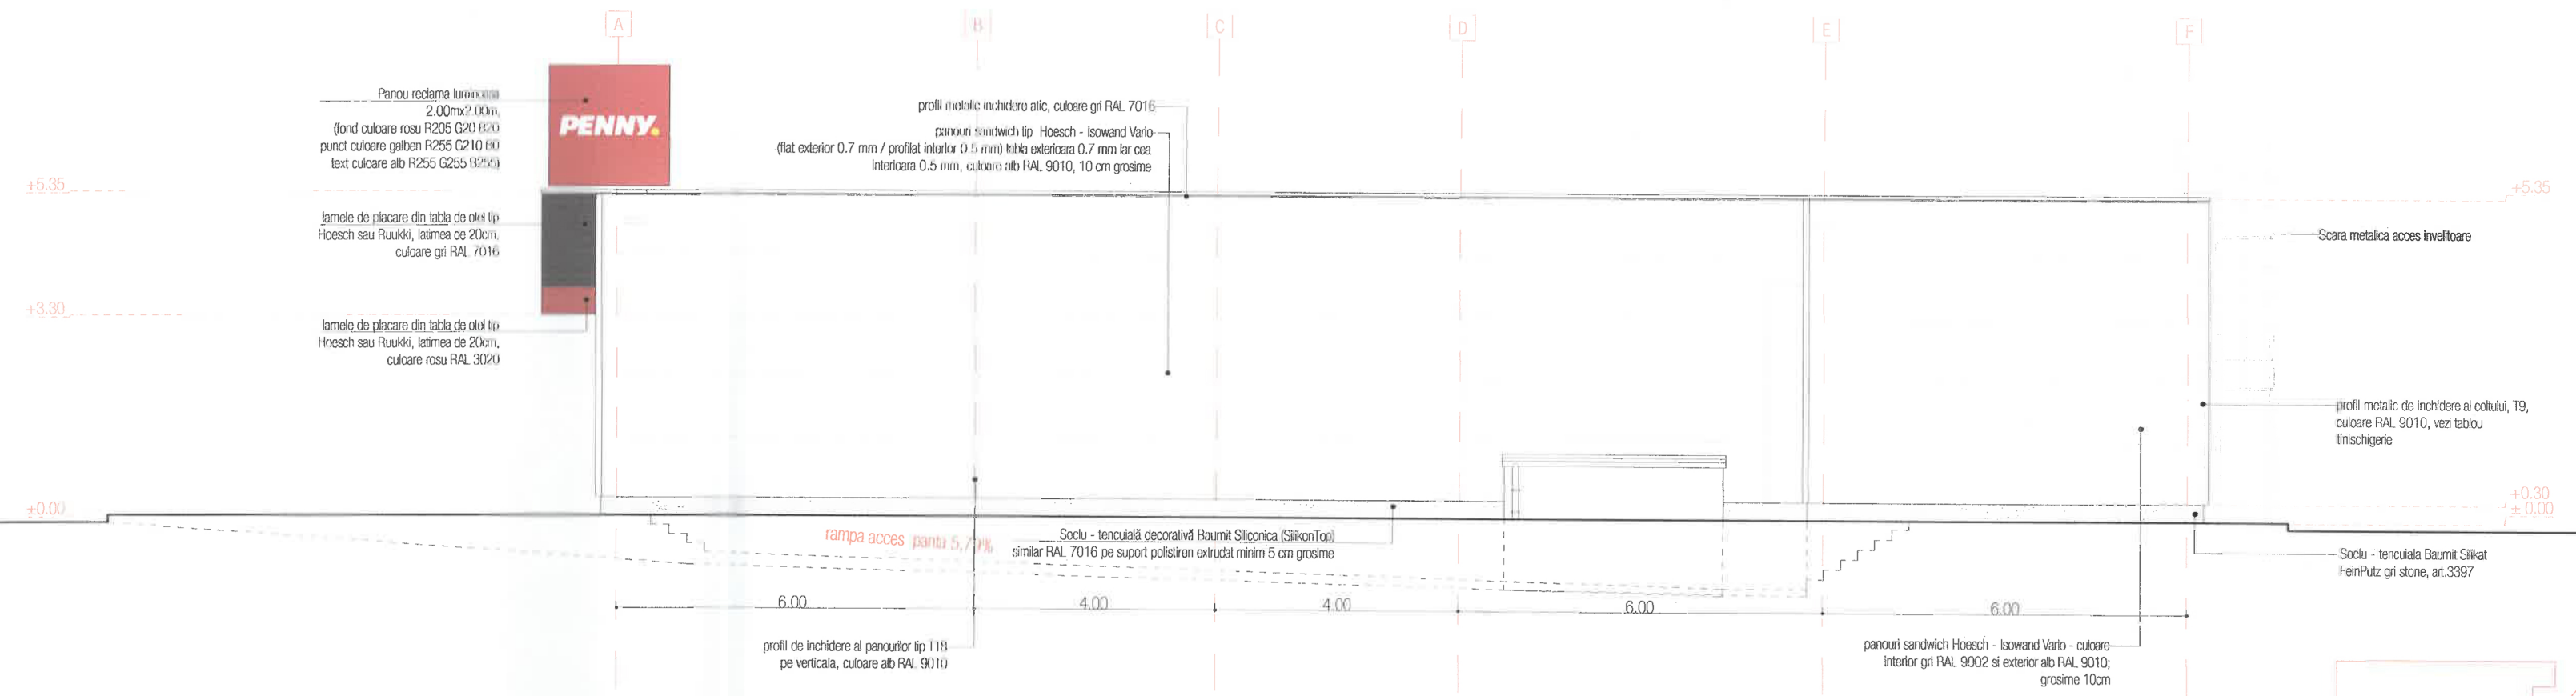 A
B
C
D
E
F
Panou reclama luminoasa
2.00mx2.00m,
(fond culoare rosu R205 G20 B20
punct culoare galben R255 G210 B0
text culoare alb R255 G255 B255)
PENNY.
profil metalic inchidere atic, culoare gri RAL 7016
panouri sandwich tip Hoesch - Isowand Vario
(flat exterior 0.7 mm / profilat interior 0.5 mm) tabla exterioara 0.7 mm iar cea
interioara 0.5 mm, culoare alb RAL 9010, 10 cm grosime
+5.35
+5.35
lamele de placare din tabla de otel tip
Hoesch sau Ruukki, latimea de 20cm,
culoare gri RAL 7016
Scara metalica acces invelitoare
+3.30
lamele de placare din tabla de otel tip
Hoesch sau Ruukki, latimea de 20cm,
culoare rosu RAL 3020
profil metalic de inchidere al coltului, T9,
culoare RAL 9010, vezi tablou
tinischigerie
+0.30
±0.00
± 0.00
rampa acces panta
Soclu - tencuială decorativă Baumit Siliconica (SilikonTop)
similar RAL 7016 pe suport polistiren extrudat minim 5 cm grosime
Soclu - tencuiala Baumit Silikat
FeinPutz gri stone, art.3397
6.00
4.00
4.00
6.00
6.00
profil de inchidere al panourilor tip T18
pe verticala, culoare alb RAL 9010
panouri sandwich Hoesch - Isowand Vario - culoare
interior gri RAL 9002 si exterior alb RAL 9010;
grosime 10cm